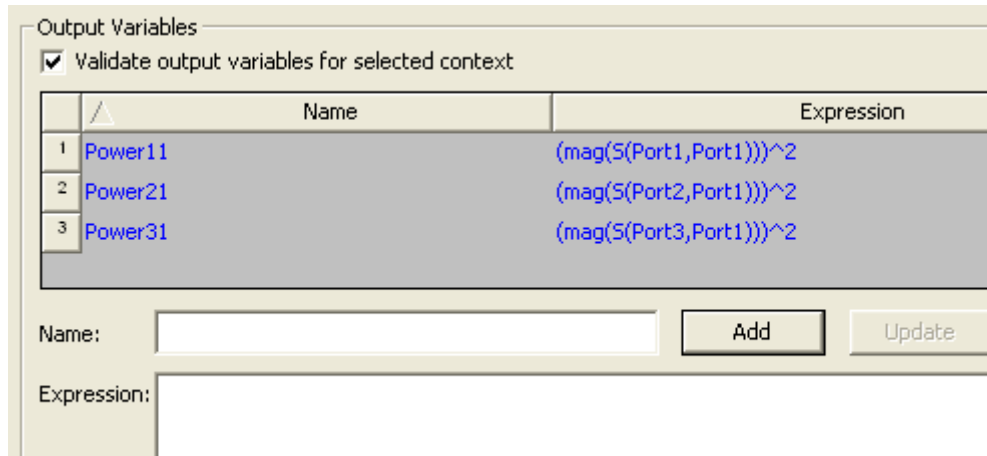 Output Variables
Validate output variables for selected context
Name Expression
1 Power11 (mag(S(Port1,Port1)))^2
2 Power21 (mag(S(Port2,Port1)))^2
3 Power31 (mag(S(Port3,Port1)))^2
Name: Add Update
Expression: